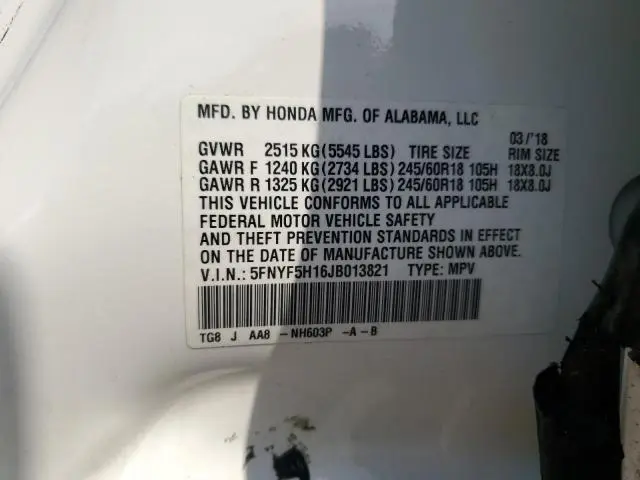 MFD. BY HONDA MFG. OF ALABAMA, LLC
03/'18
GVWR 2515 KG(5545 LBS) TIRE SIZE RIM SIZE
GAWR F 1240 KG(2734 LBS) 245/60R18 105H 18X8.0J
GAWR R 1325 KG(2921 LBS) 245/60R18 105H 18X8.0J
THIS VEHICLE CONFORMS TO ALL APPLICABLE
FEDERAL MOTOR VEHICLE SAFETY
AND THEFT PREVENTION STANDARDS IN EFFECT
ON THE DATE OF MANUFACTURE SHOWN ABOVE.
V.I.N.: 5FNYF5H16JB013821 TYPE: MPV
TG8 J AA8 -NH603P -A-B